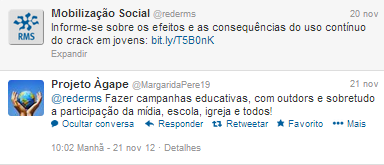 Mobilização Social @rederms 20 nov
Informe-se sobre os efeitos e as consequências do uso contínuo
do crack em jovens: bit.ly/T5B0nK
Expandir
RMS
Projeto Àgape @MargaridaPere19 21 nov
@rederms Fazer campanhas educativas, com outdors e sobretudo
a participação da mídia, escola, igreja e todos!
Ocultar conversa Responder Retweetar Favorito Mais
10:02 Manhã - 21 nov 12 · Detalhes